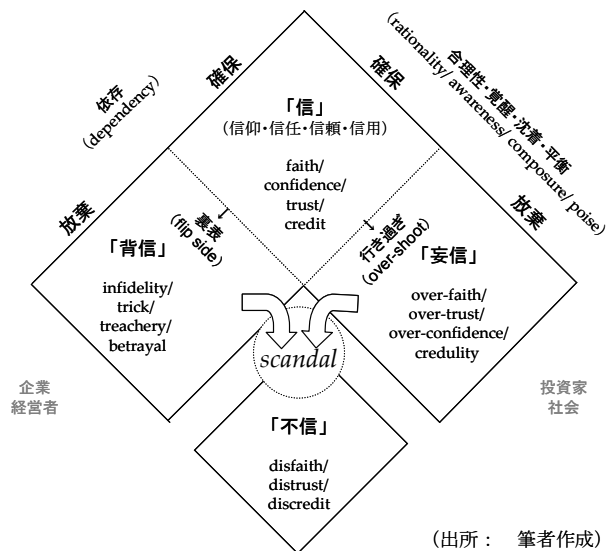 依存
(dependency)
確保
確保
合理性・覚醒・沈着・平衡
(rationality/ awareness/ composure/ poise)
「信」
(信仰・信任・信頼・信用)
faith/
confidence/
trust/
credit
放棄
放棄
裏表
(flip side)
行き過ぎ
(over-shoot)
「背信」
infidelity/
trick/
treachery/
betrayal
「妄信」
over-faith/
over-trust/
over-confidence/
credulity
scandal
企業
経営者
投資家
社会
「不信」
disfaith/
distrust/
discredit
(出所： 筆者作成)